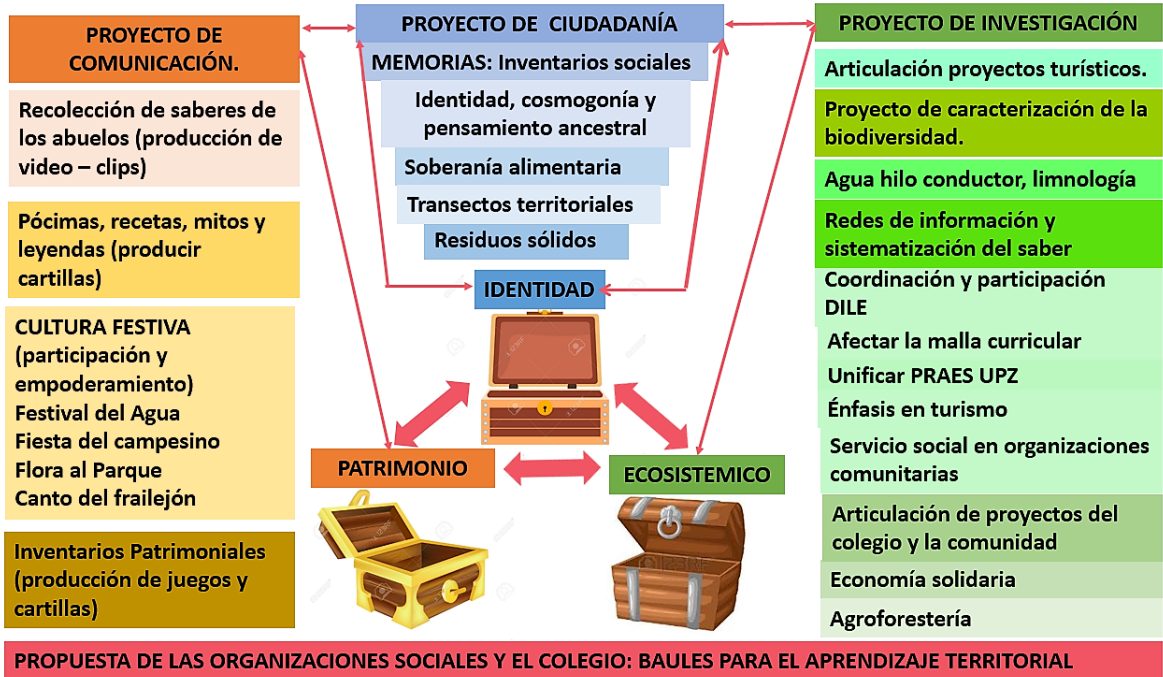 PROYECTO DE
COMUNICACIÓN.
Recolección de saberes de
los abuelos (producción de
video – clips)
Pócimas, recetas, mitos y
leyendas (producir
cartillas)
CULTURA FESTIVA
(participación y
empoderamiento)
Festival del Agua
Fiesta del campesino
Flora al Parque
Canto del frailejón
Inventarios Patrimoniales
(producción de juegos y
cartillas)
PROYECTO DE CIUDADANÍA
MEMORIAS: Inventarios sociales
Identidad, cosmogonía y
pensamiento ancestral
Soberanía alimentaria
Transectos territoriales
Residuos sólidos
IDENTIDAD
PATRIMONIO
ECOSISTEMICO
PROYECTO DE INVESTIGACIÓN
Articulación proyectos turísticos.
Proyecto de caracterización de la
biodiversidad.
Agua hilo conductor, limnología
Redes de información y
sistematización del saber
Coordinación y participación
DILE
Afectar la malla curricular
Unificar PRAES UPZ
Énfasis en turismo
Servicio social en organizaciones
comunitarias
Articulación de proyectos del
colegio y la comunidad
Economía solidaria
Agroforestería
PROPUESTA DE LAS ORGANIZACIONES SOCIALES Y EL COLEGIO: BAULES PARA EL APRENDIZAJE TERRITORIAL